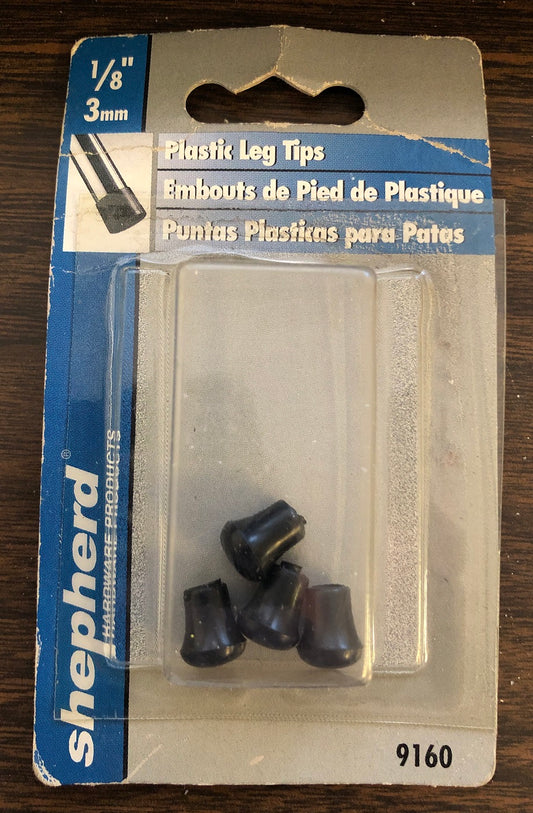 1/8"
3mm
Plastic Leg Tips
Embouts de Pied de Plastique
Puntas Plasticas para Patas
shepherd®
HARDWARE PRODUCTS
9160